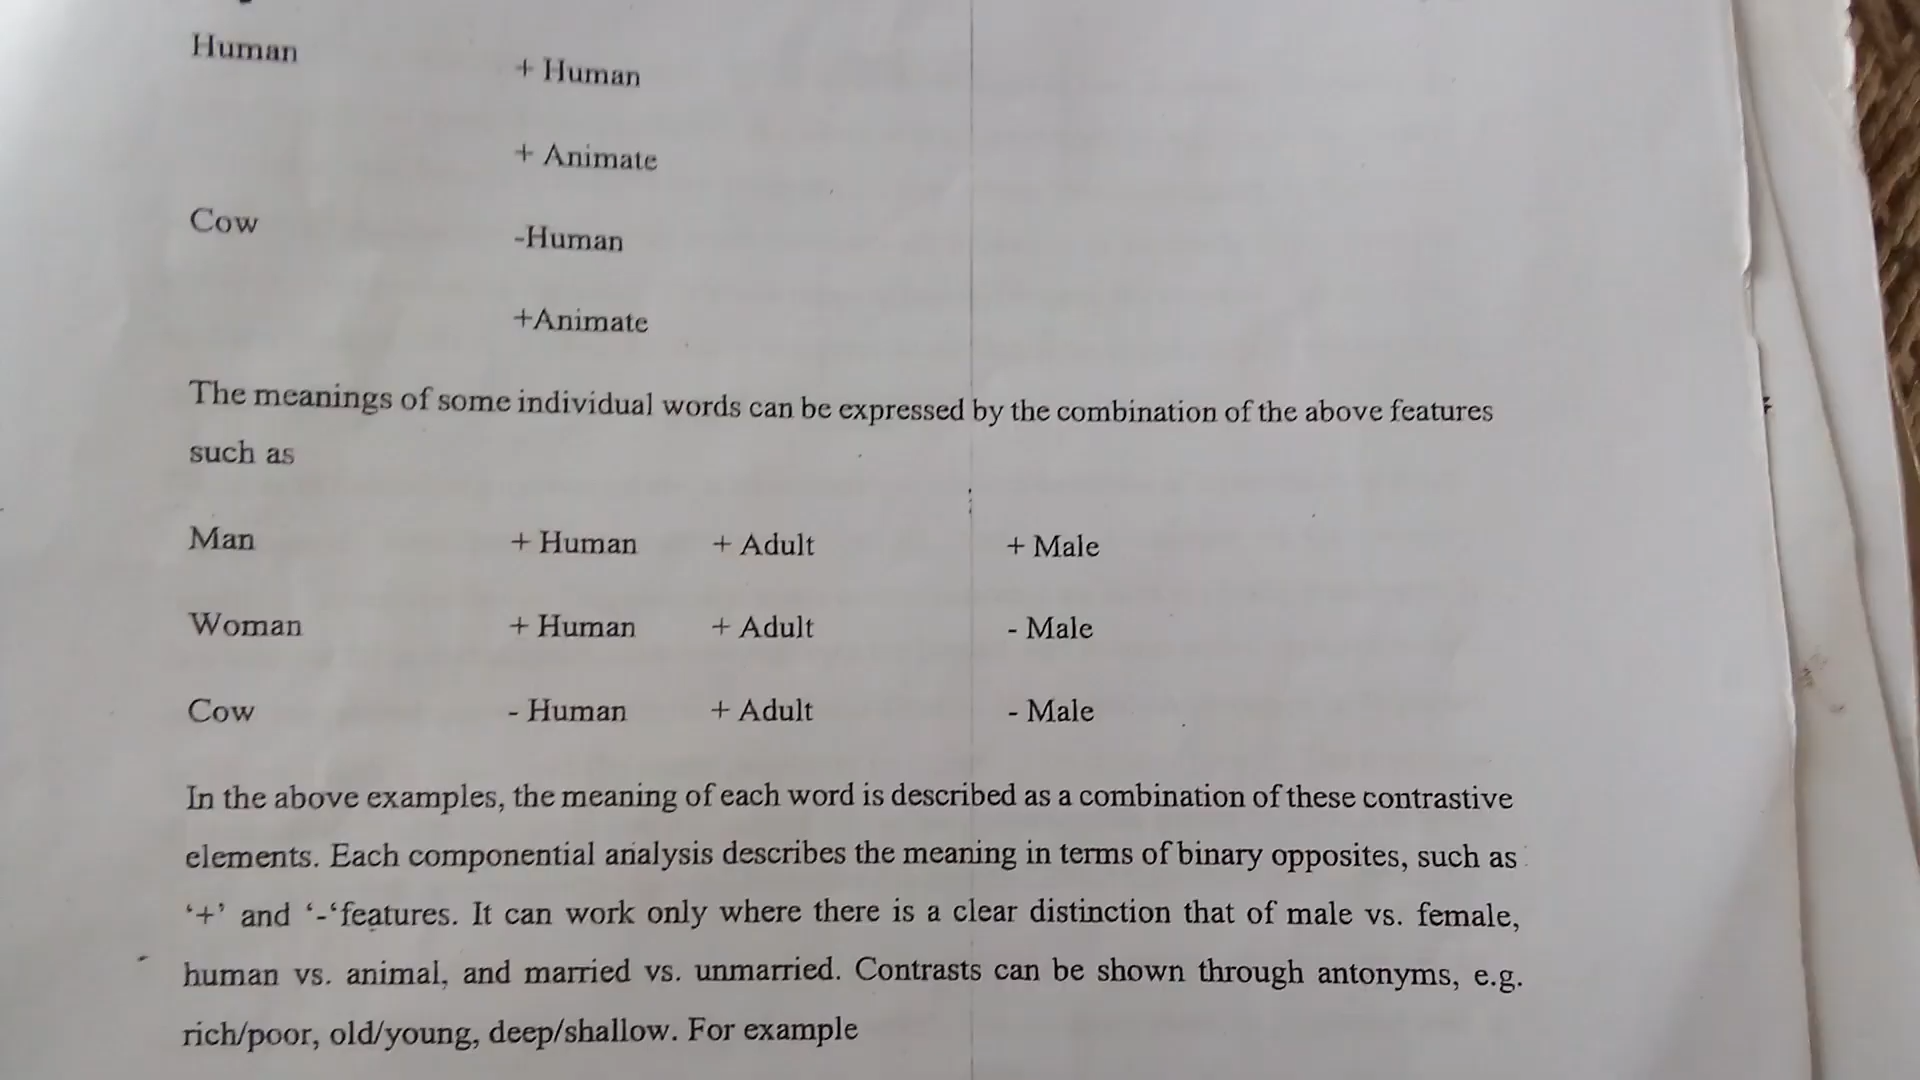 Human
+ Human
+ Animate
Cow
-Human
+Animate
The meanings of some individual words can be expressed by the combination of the above features
such as
Man + Human + Adult + Male
Woman + Human + Adult - Male
Cow - Human + Adult - Male
In the above examples, the meaning of each word is described as a combination of these contrastive
elements. Each componential analysis describes the meaning in terms of binary opposites, such as
‘+’ and ‘-‘features. It can work only where there is a clear distinction that of male vs. female,
human vs. animal, and married vs. unmarried. Contrasts can be shown through antonyms, e.g.
rich/poor, old/young, deep/shallow. For example